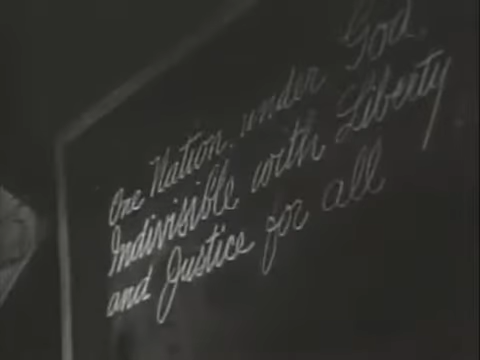 One Nation, under God,
Indivisible with Liberty
and Justice for all